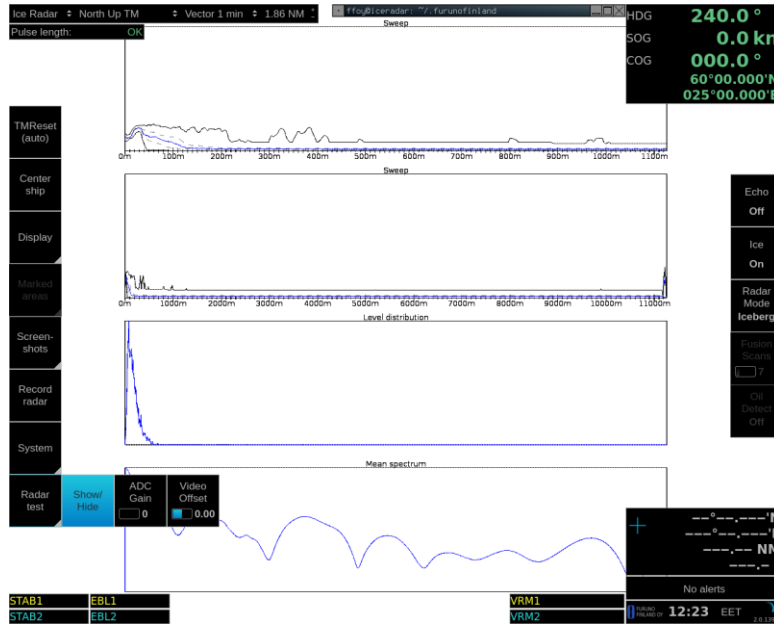 Ice Radar North Up TM Vector 1 min 1.86 NM
ffoy@iceradar: ~/.furunofinland
Pulse length: OK
HDG 240.0 °
SOG 0.0 kn
COG 000.0 °
60°00.000'N
025°00.000'E
Sweep
0m 100m 200m 300m 400m 500m 600m 700m 800m 900m 1000m 1100m
Sweep
0m 1000m 2000m 3000m 4000m 5000m 6000m 7000m 8000m 9000m 10000m 11000m
Level distribution
Mean spectrum
TMReset
(auto)
Center
ship
Display
Marked
areas
Screen-
shots
Record
radar
System
Radar
test
Show/
Hide
ADC
Gain
0
Video
Offset
0.00
Echo
Off
Ice
On
Radar
Mode
Iceberg
Fusion
Scans
7
Oil
Detect
Off
---°--.---'N
---°--.---'
---.-- NM
---.-
No alerts
FURUNO
FINLAND OY
12:23 EET
STAB1 EBL1
STAB2 EBL2
VRM1
VRM2